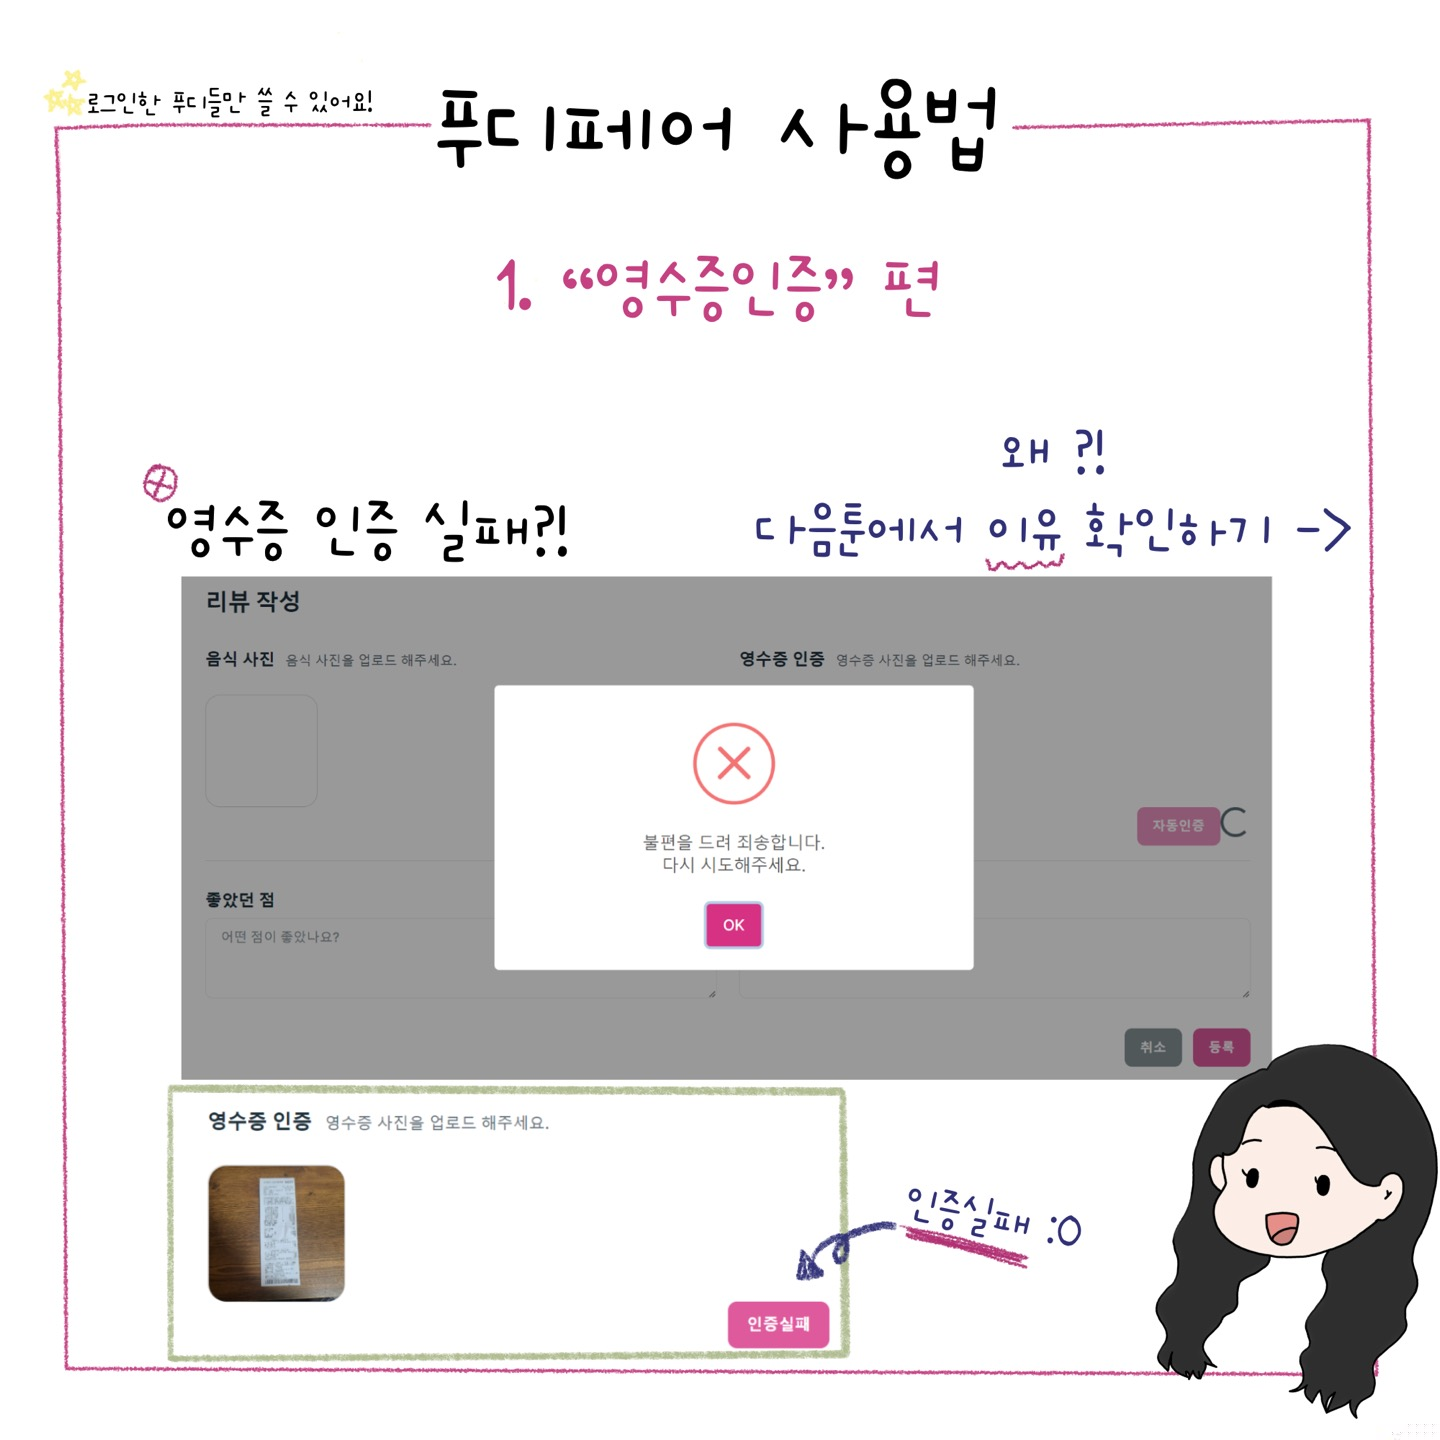 로그인한 푸디들만 쓸 수 있어요!
푸디페어 사용법
1. “영수증인증” 편
왜 ?!
영수증 인증 실패?!
다음툰에서 이유 확인하기 ->
리뷰 작성
음식 사진 음식 사진을 업로드 해주세요.
영수증 인증 영수증 사진을 업로드 해주세요.
자동인증
불편을 드려 죄송합니다.
다시 시도해주세요.
OK
좋았던 점
어떤 점이 좋았나요?
취소
등록
영수증 인증 영수증 사진을 업로드 해주세요.
인증실패 :O
인증실패